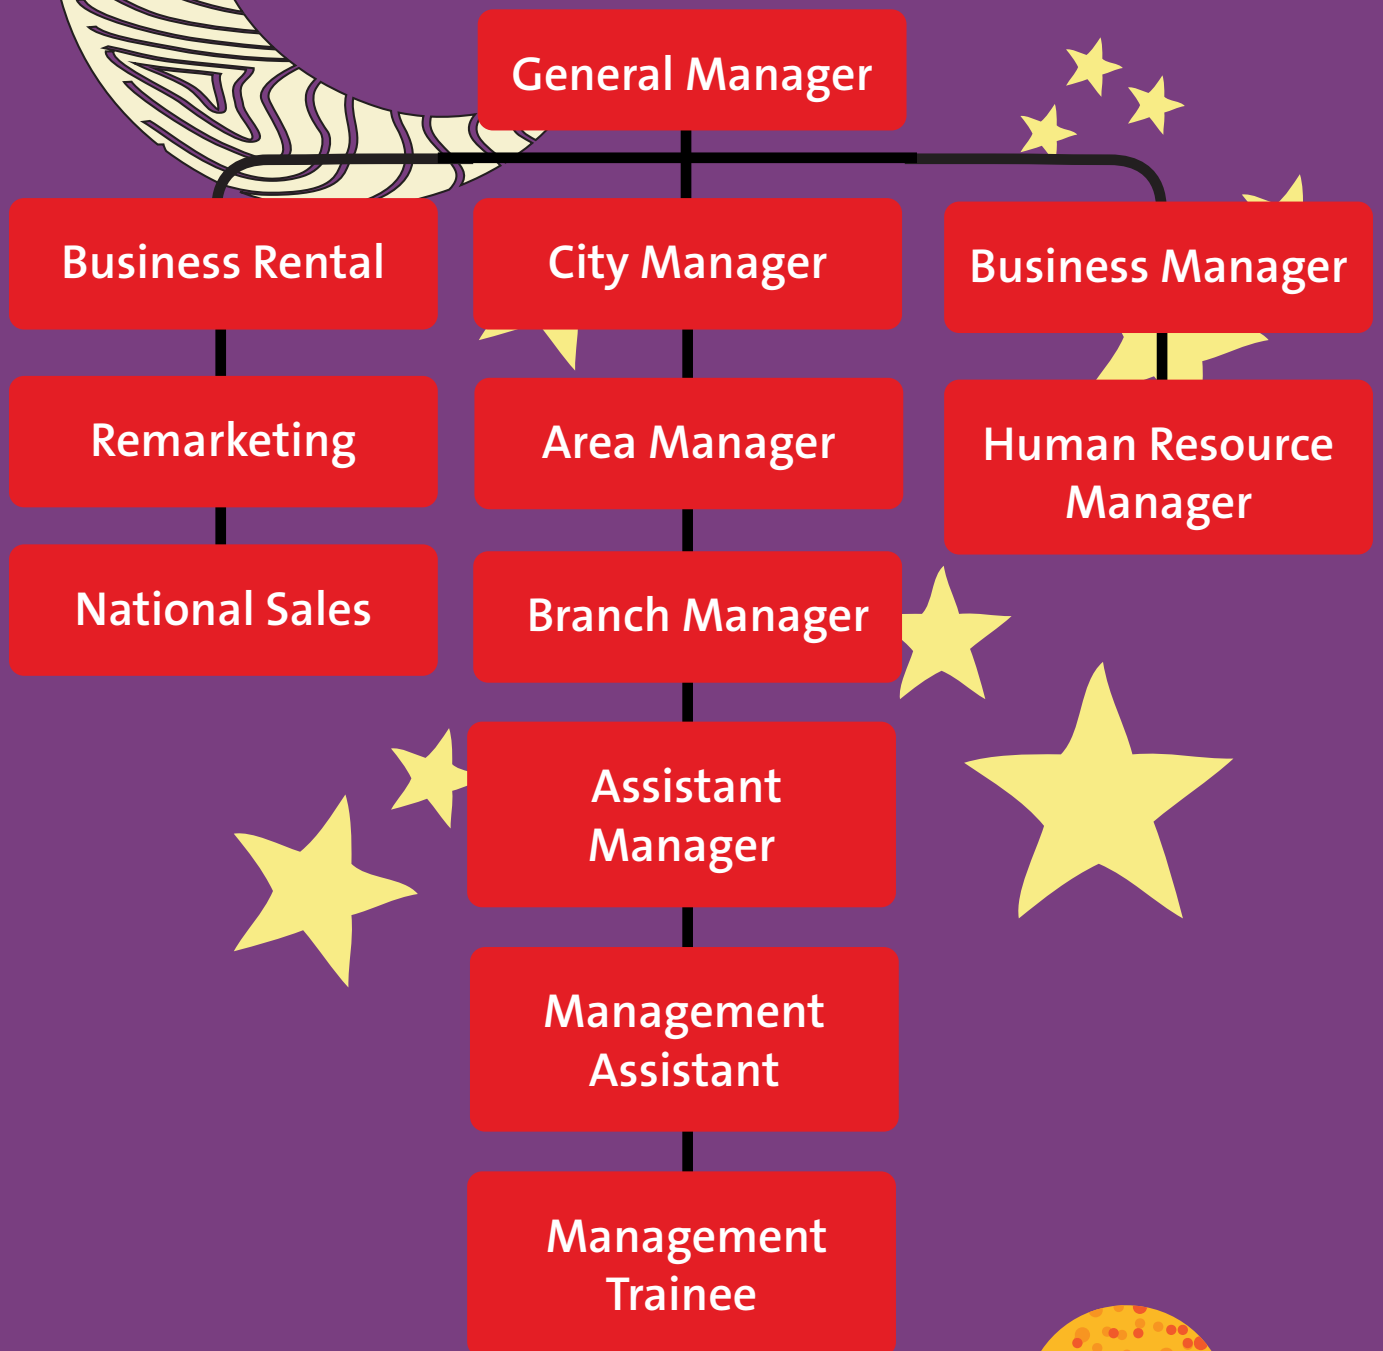 General Manager
Business Rental
City Manager
Business Manager
Remarketing
Area Manager
Human Resource
Manager
National Sales
Branch Manager
Assistant
Manager
Management
Assistant
Management
Trainee